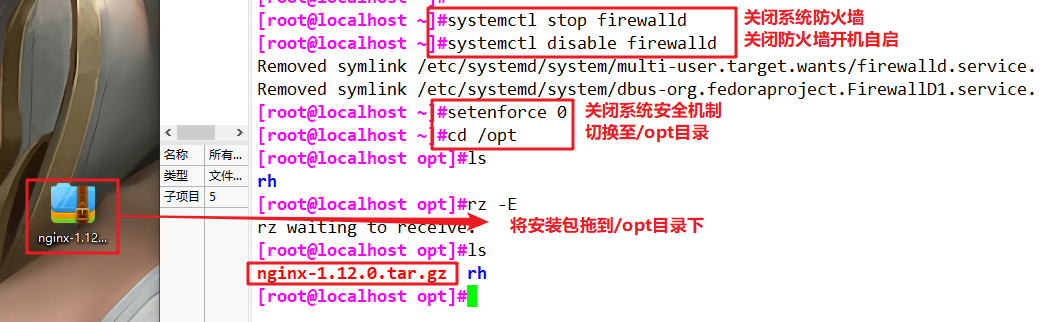 [root@localhost ~]#systemctl stop firewalld
关闭系统防火墙
[root@localhost ~]#systemctl disable firewalld
关闭防火墙开机自启
Removed symlink /etc/systemd/system/multi-user.target.wants/firewalld.service.
Removed symlink /etc/systemd/system/dbus-org.fedoraproject.FirewallD1.service.
[root@localhost ~]#setenforce 0
关闭系统安全机制
[root@localhost ~]#cd /opt
切换至/opt目录
[root@localhost opt]#ls
rh
[root@localhost opt]#rz -E
rz waiting to receive.
将安装包拖到/opt目录下
[root@localhost opt]#ls
nginx-1.12.0.tar.gz rh
[root@localhost opt]#
名称 所有...
类型 文件...
子项目 5
nginx-1.12...